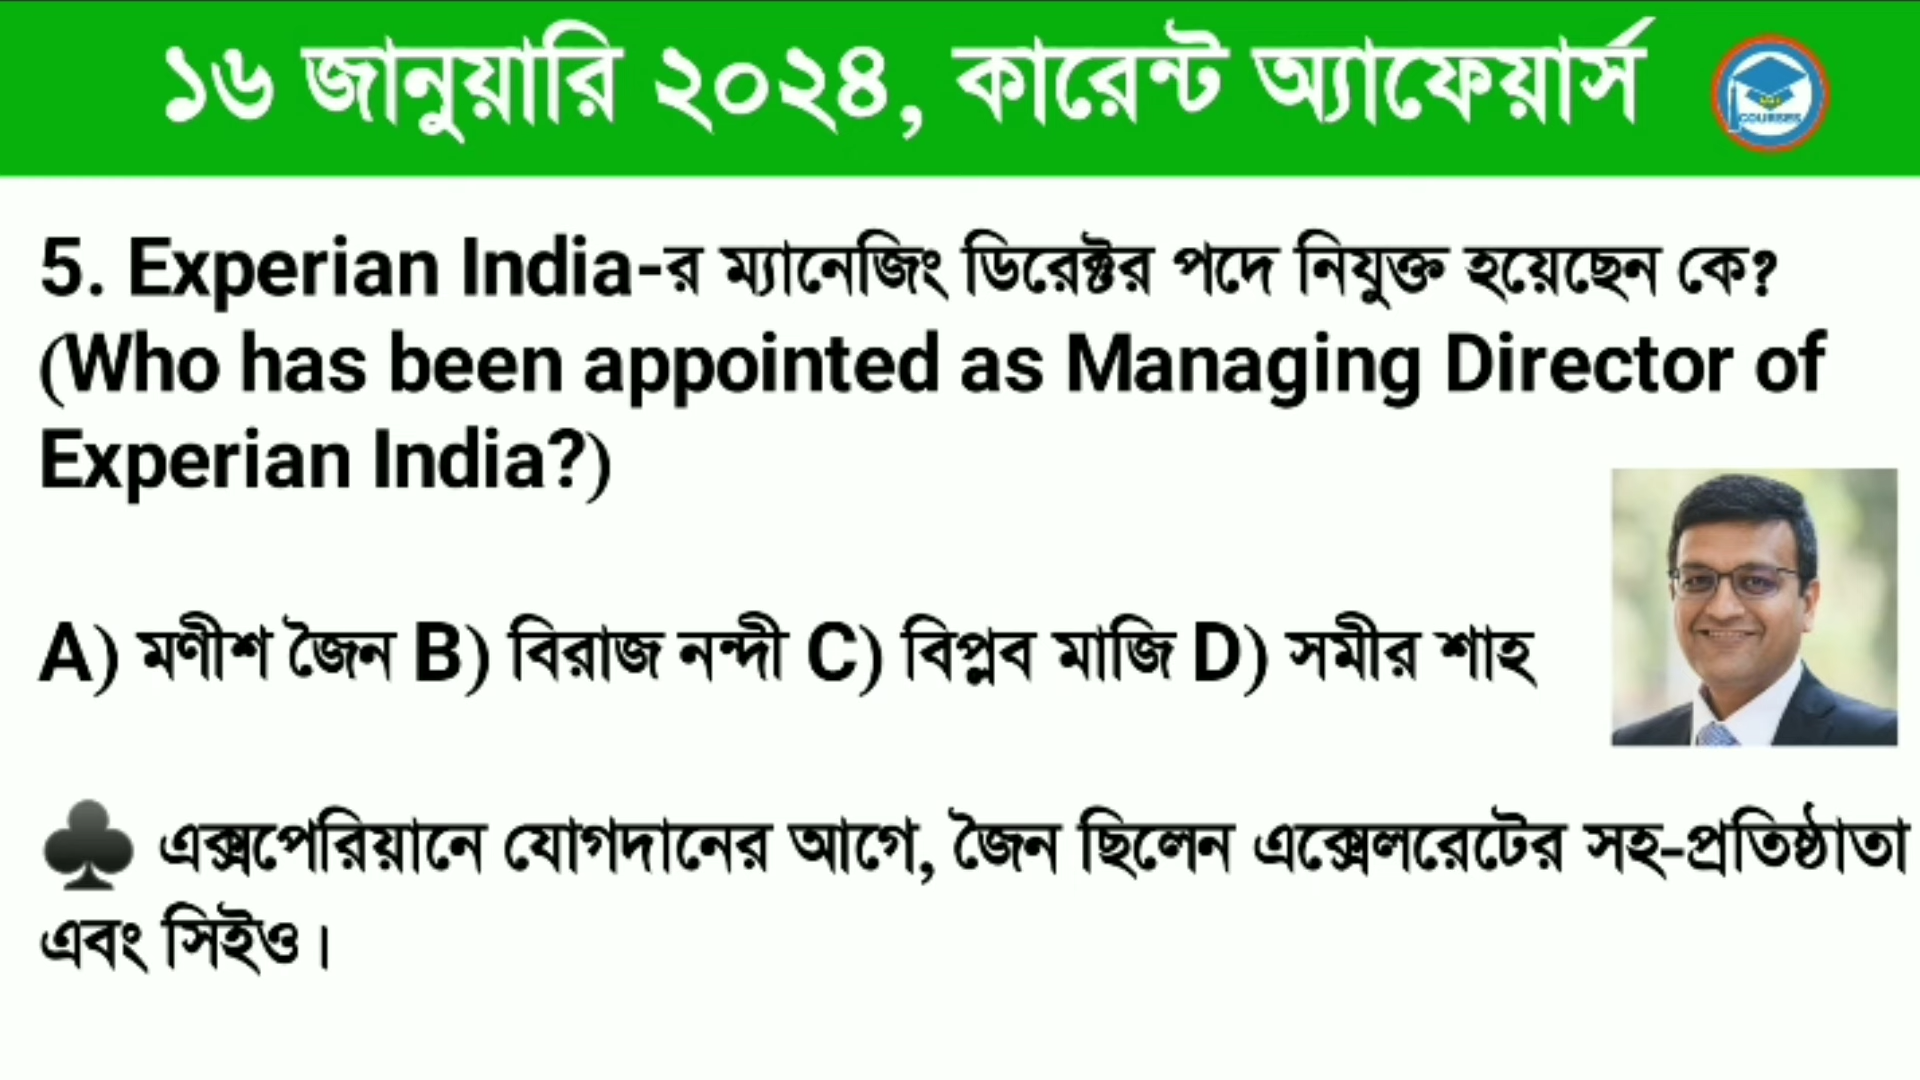 ১৬ জানুয়ারি ২০২৪, কারেন্ট অ্যাফেয়ার্স
COURSES
5. Experian India-র ম্যানেজিং ডিরেক্টর পদে নিযুক্ত হয়েছেন কে?
(Who has been appointed as Managing Director of
Experian India?)
A) মণীশ জৈন B) বিরাজ নন্দী C) বিপ্লব মাজি D) সমীর শাহ
♣ এক্সপেরিয়ানে যোগদানের আগে, জৈন ছিলেন এক্সেলরেটের সহ-প্রতিষ্ঠাতা
এবং সিইও।